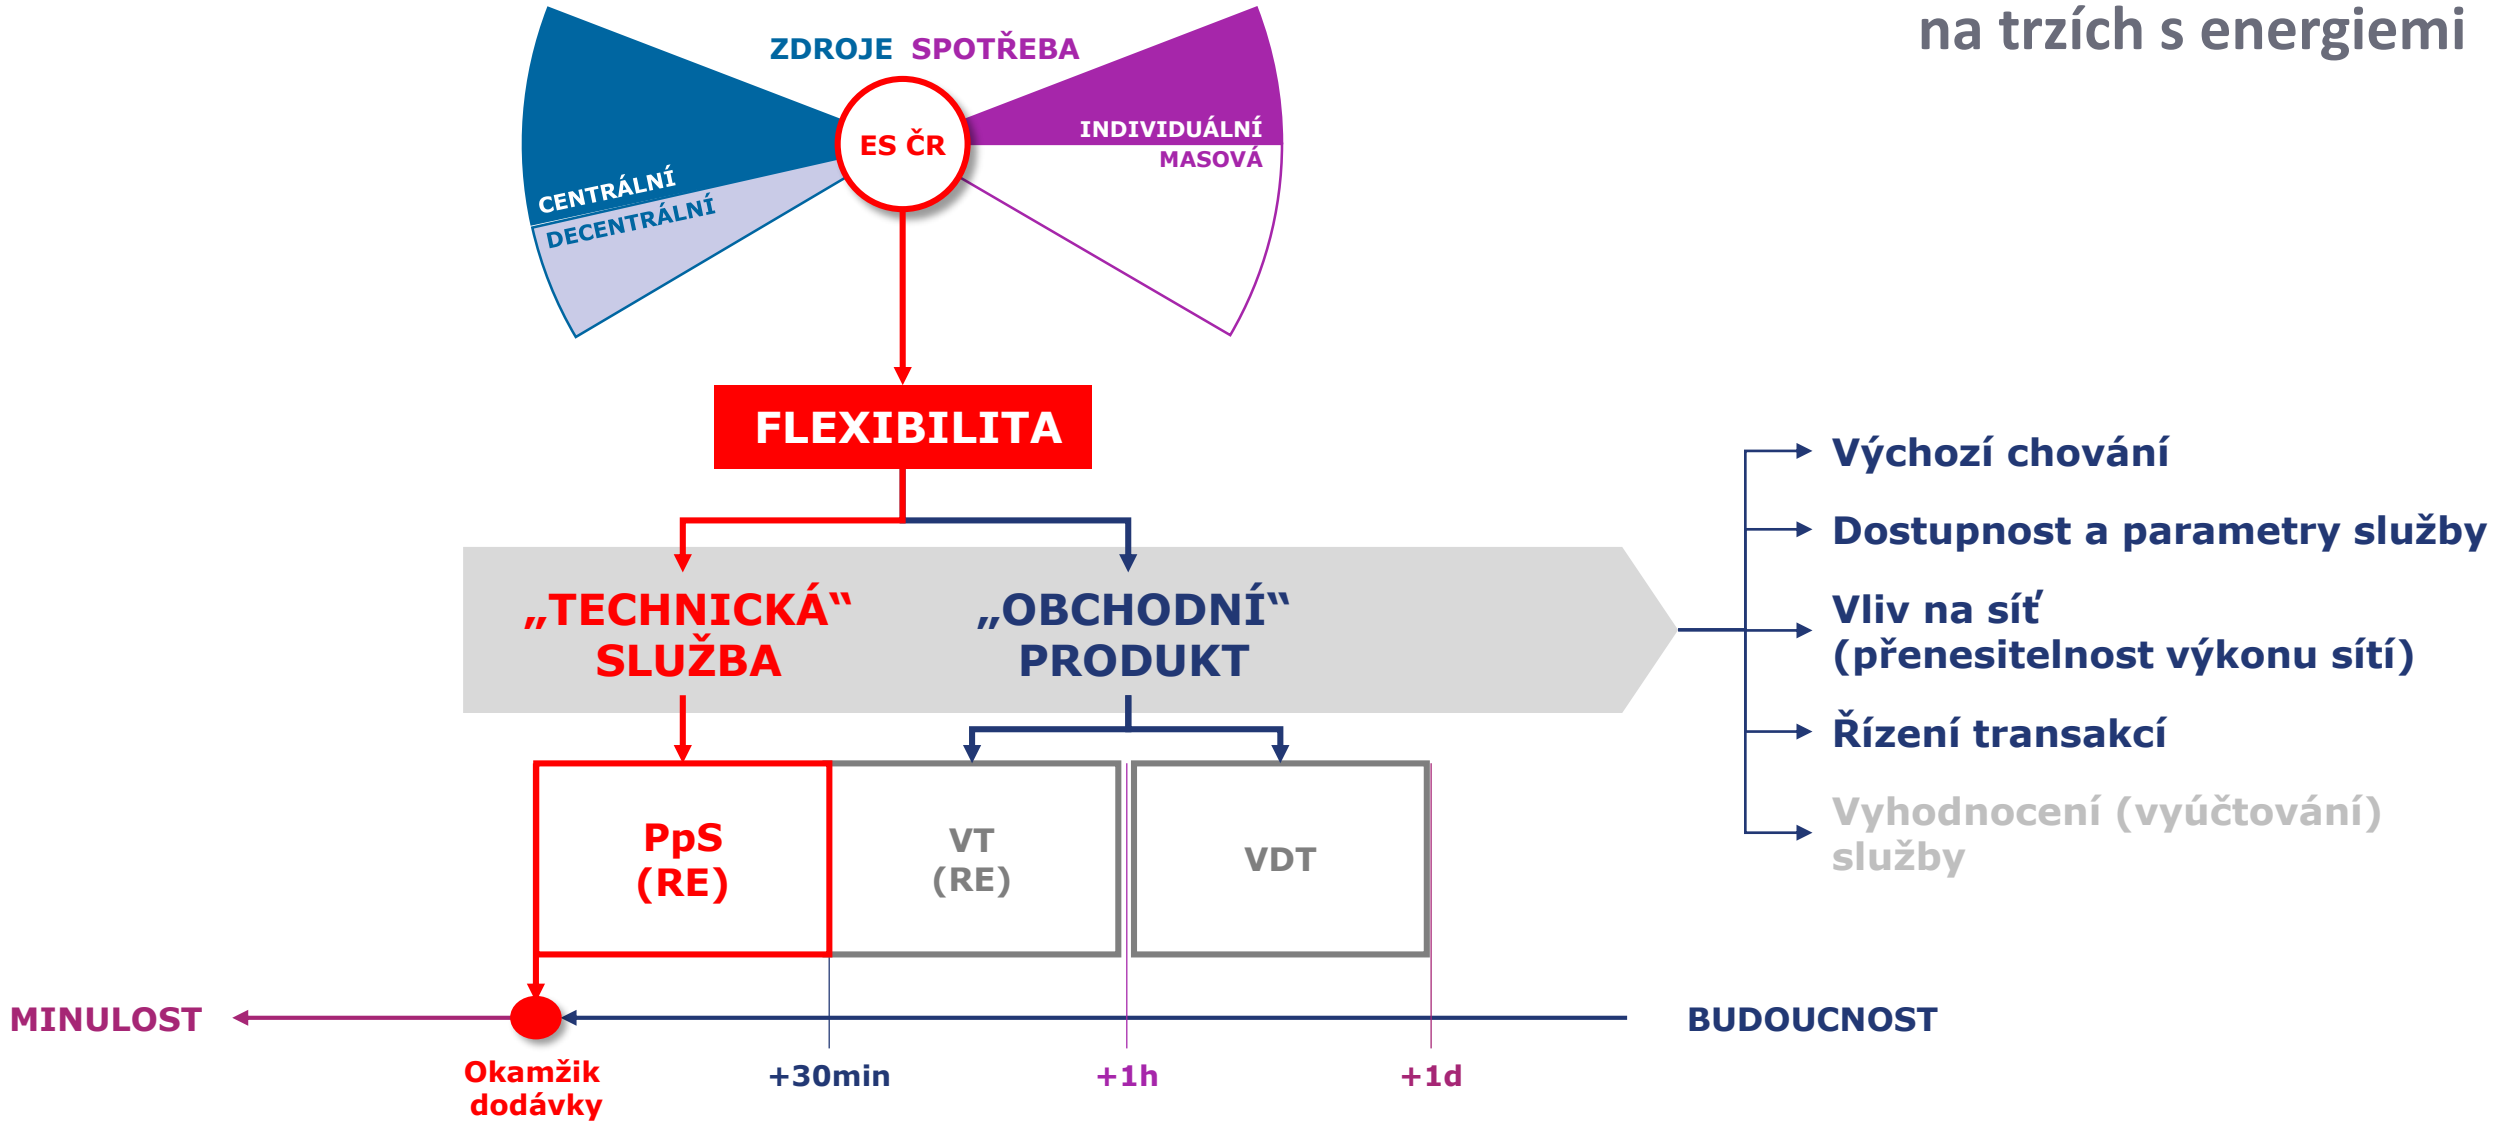 na trzích s energiemi
ZDROJE SPOTŘEBA
ES ČR
INDIVIDUÁLNÍ
MASOVÁ
CENTRÁLNÍ
DECENTRÁLNÍ
FLEXIBILITA
„TECHNICKÁ“
SLUŽBA
„OBCHODNÍ“
PRODUKT
Výchozí chování
Dostupnost a parametry služby
Vliv na síť
(přenesitelnost výkonu sítí)
Řízení transakcí
Vyhodnocení (vyúčtování)
služby
PpS
(RE)
VT
(RE)
VDT
MINULOST
BUDOUCNOST
Okamžik
dodávky
+30min
+1h
+1d